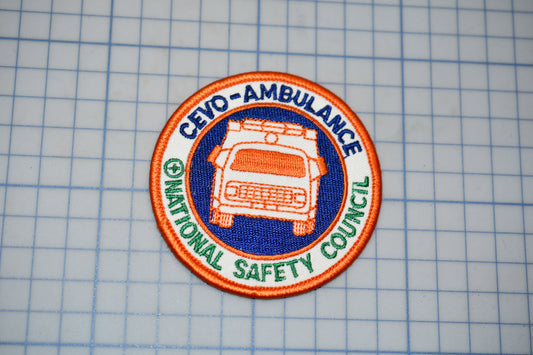 CEVO-AMBULANCE
NATIONAL SAFETY COUNCIL